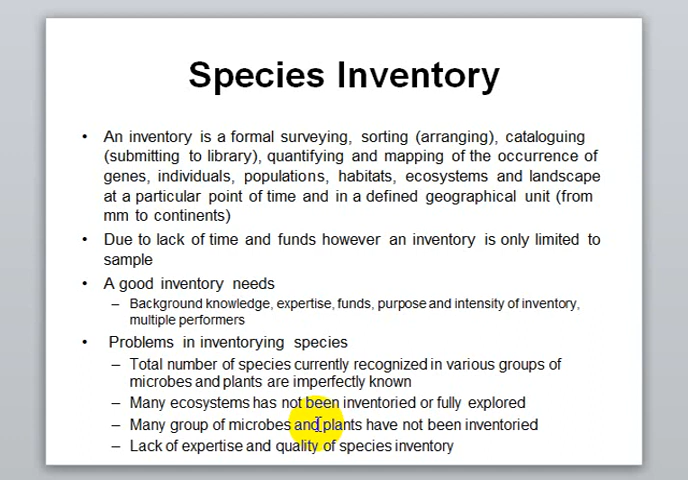 Species Inventory
• An inventory is a formal surveying, sorting (arranging), cataloguing
(submitting to library), quantifying and mapping of the occurrence of
genes, individuals, populations, habitats, ecosystems and landscape
at a particular point of time and in a defined geographical unit (from
mm to continents)
• Due to lack of time and funds however an inventory is only limited to
sample
• A good inventory needs
– Background knowledge, expertise, funds, purpose and intensity of inventory,
multiple performers
• Problems in inventorying species
– Total number of species currently recognized in various groups of
microbes and plants are imperfectly known
– Many ecosystems has not been inventoried or fully explored
– Many group of microbes and plants have not been inventoried
– Lack of expertise and quality of species inventory